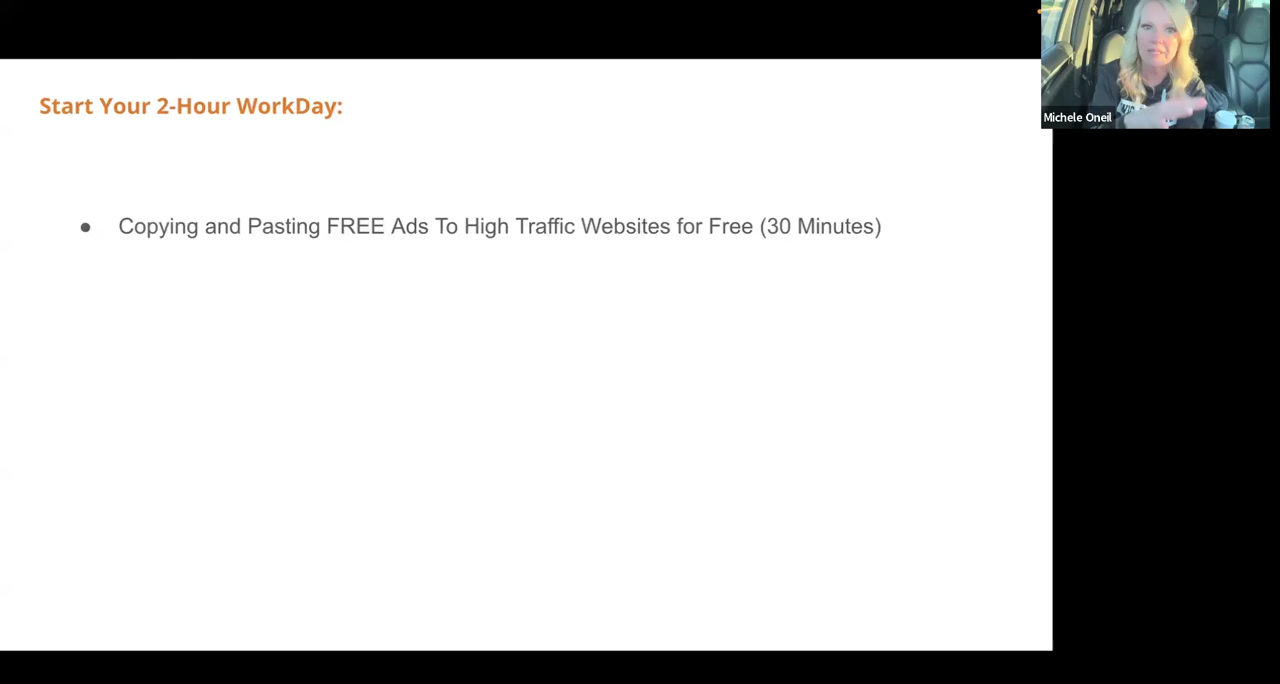 Start Your 2-Hour WorkDay:
● Copying and Pasting FREE Ads To High Traffic Websites for Free (30 Minutes)
Michele Oneil